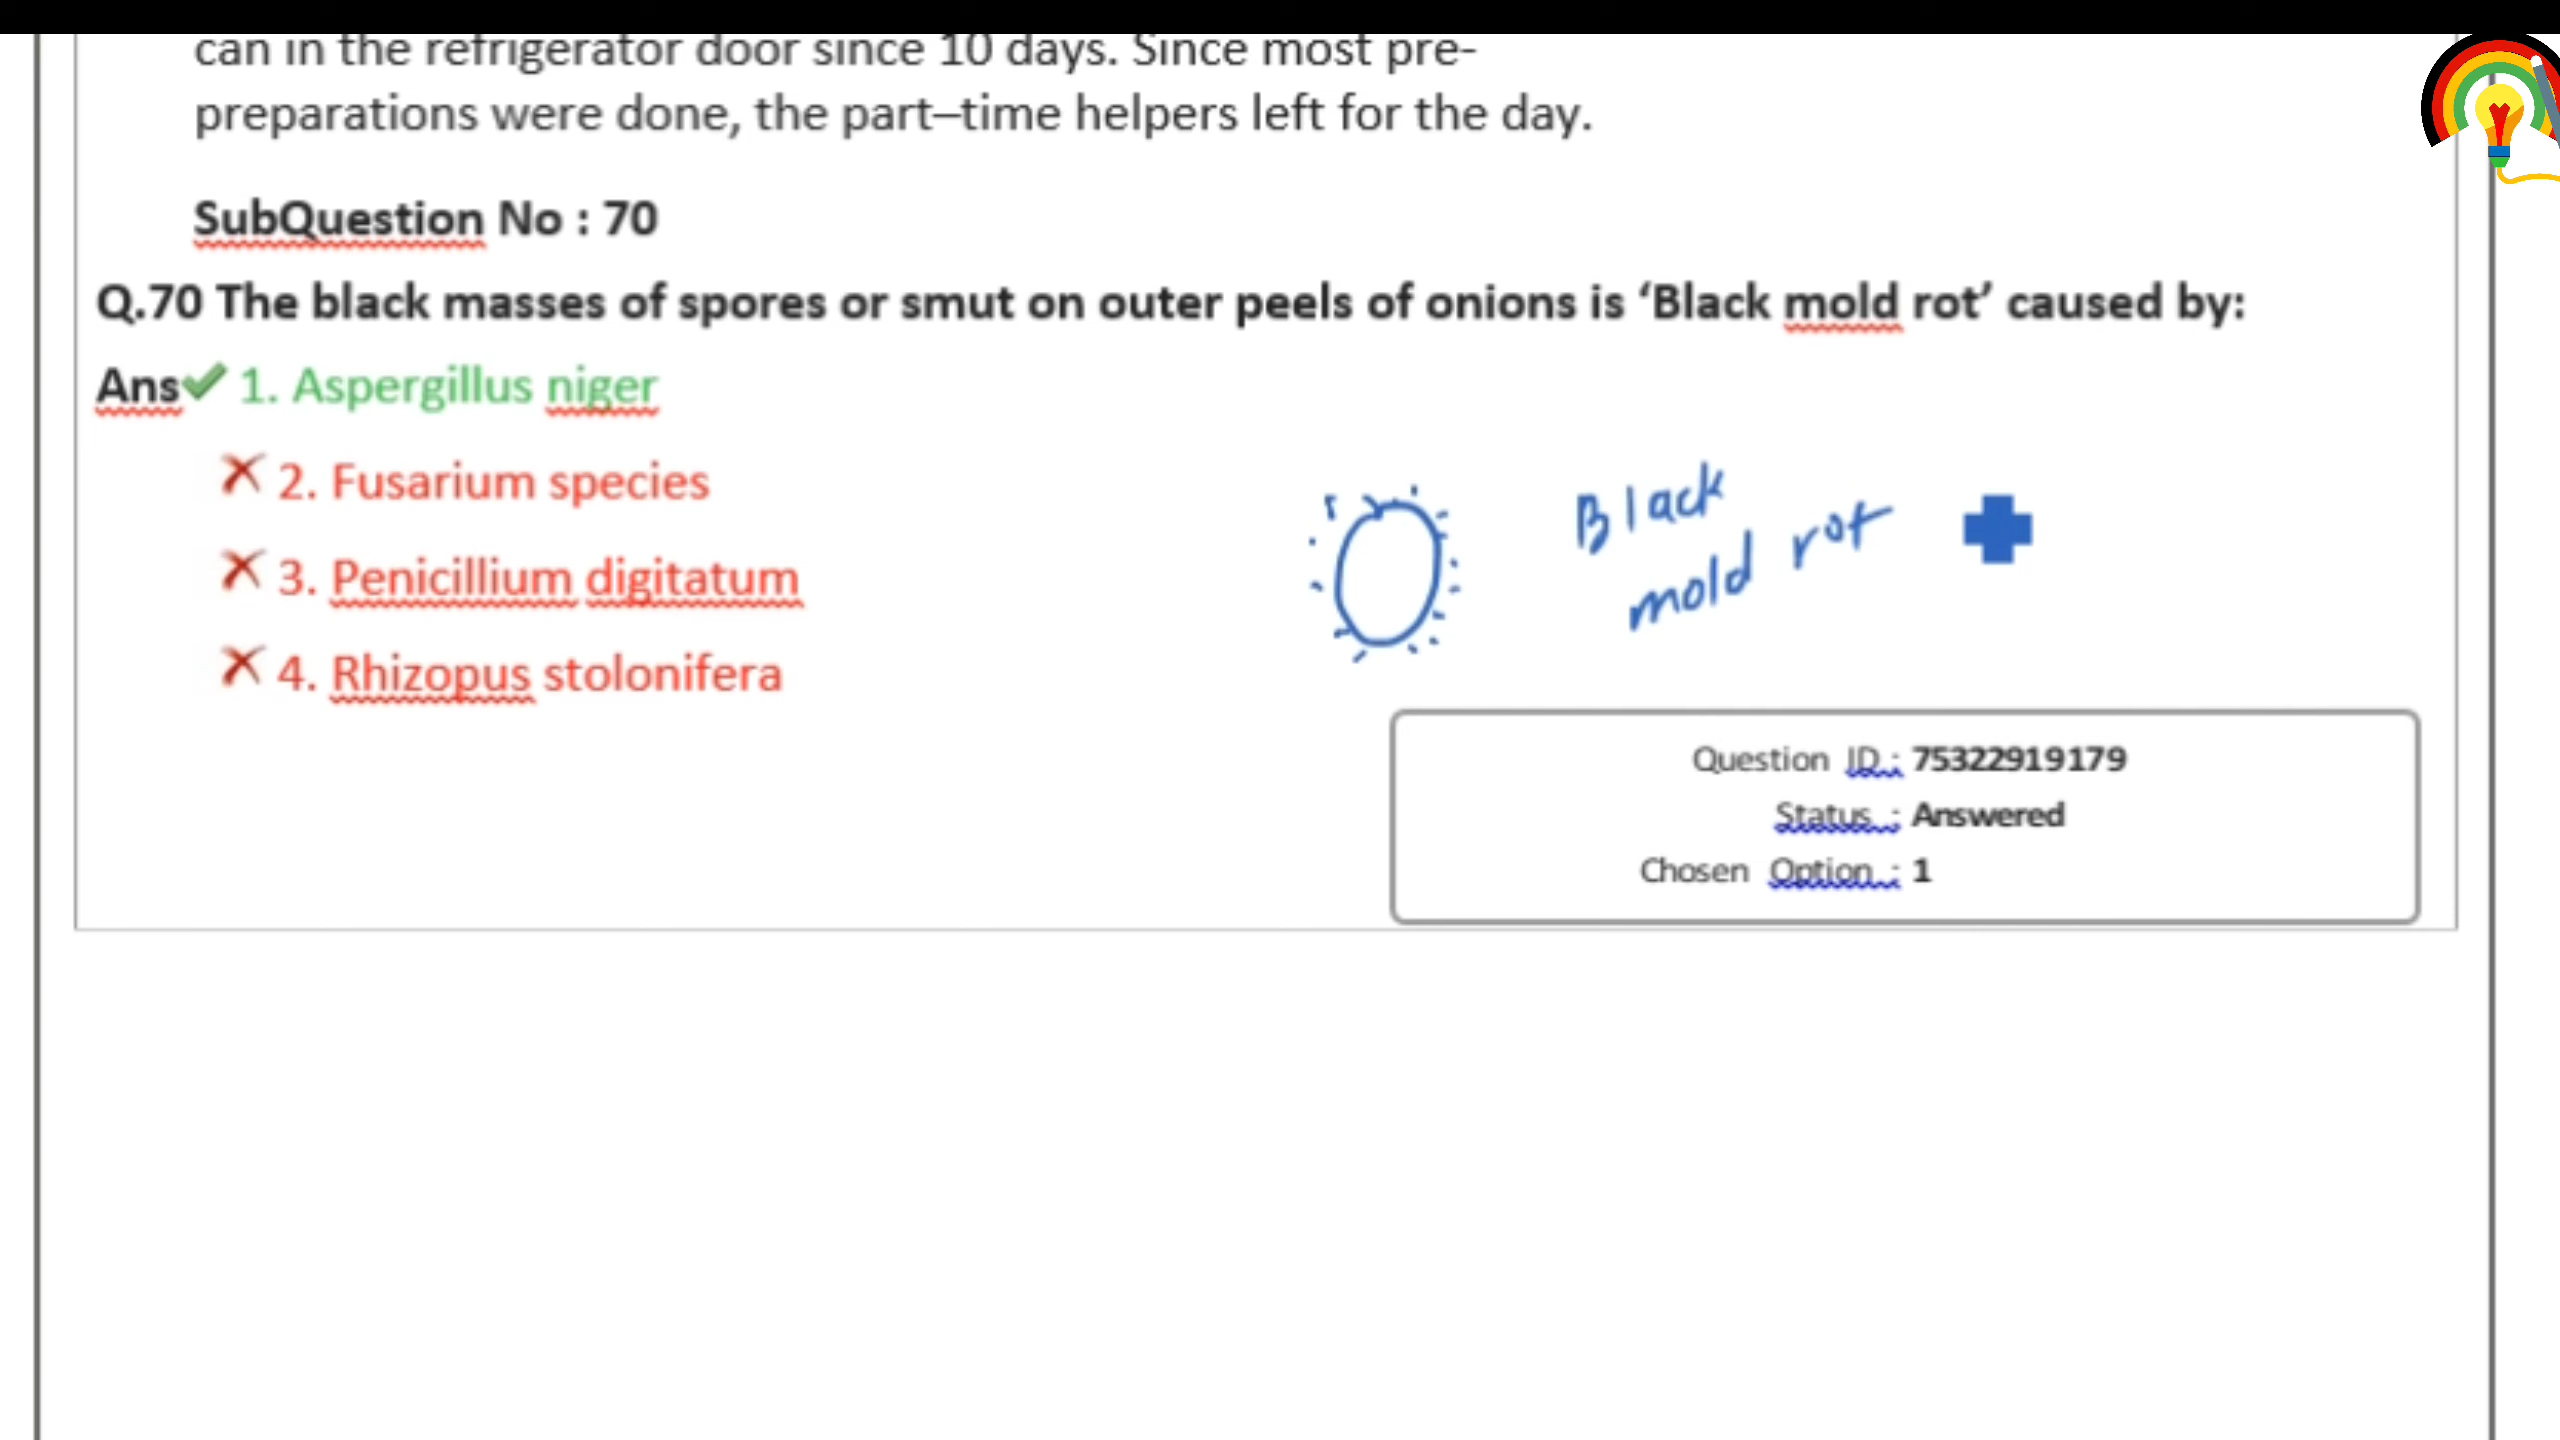 can in the refrigerator door since 10 days. Since most pre-
preparations were done, the part–time helpers left for the day.
SubQuestion No : 70
Q.70 The black masses of spores or smut on outer peels of onions is ‘Black mold rot’ caused by:
Ans 1. Aspergillus niger
2. Fusarium species
3. Penicillium digitatum
4. Rhizopus stolonifera
Black
mold rot
Question ID : 75322919179
Status : Answered
Chosen Option : 1